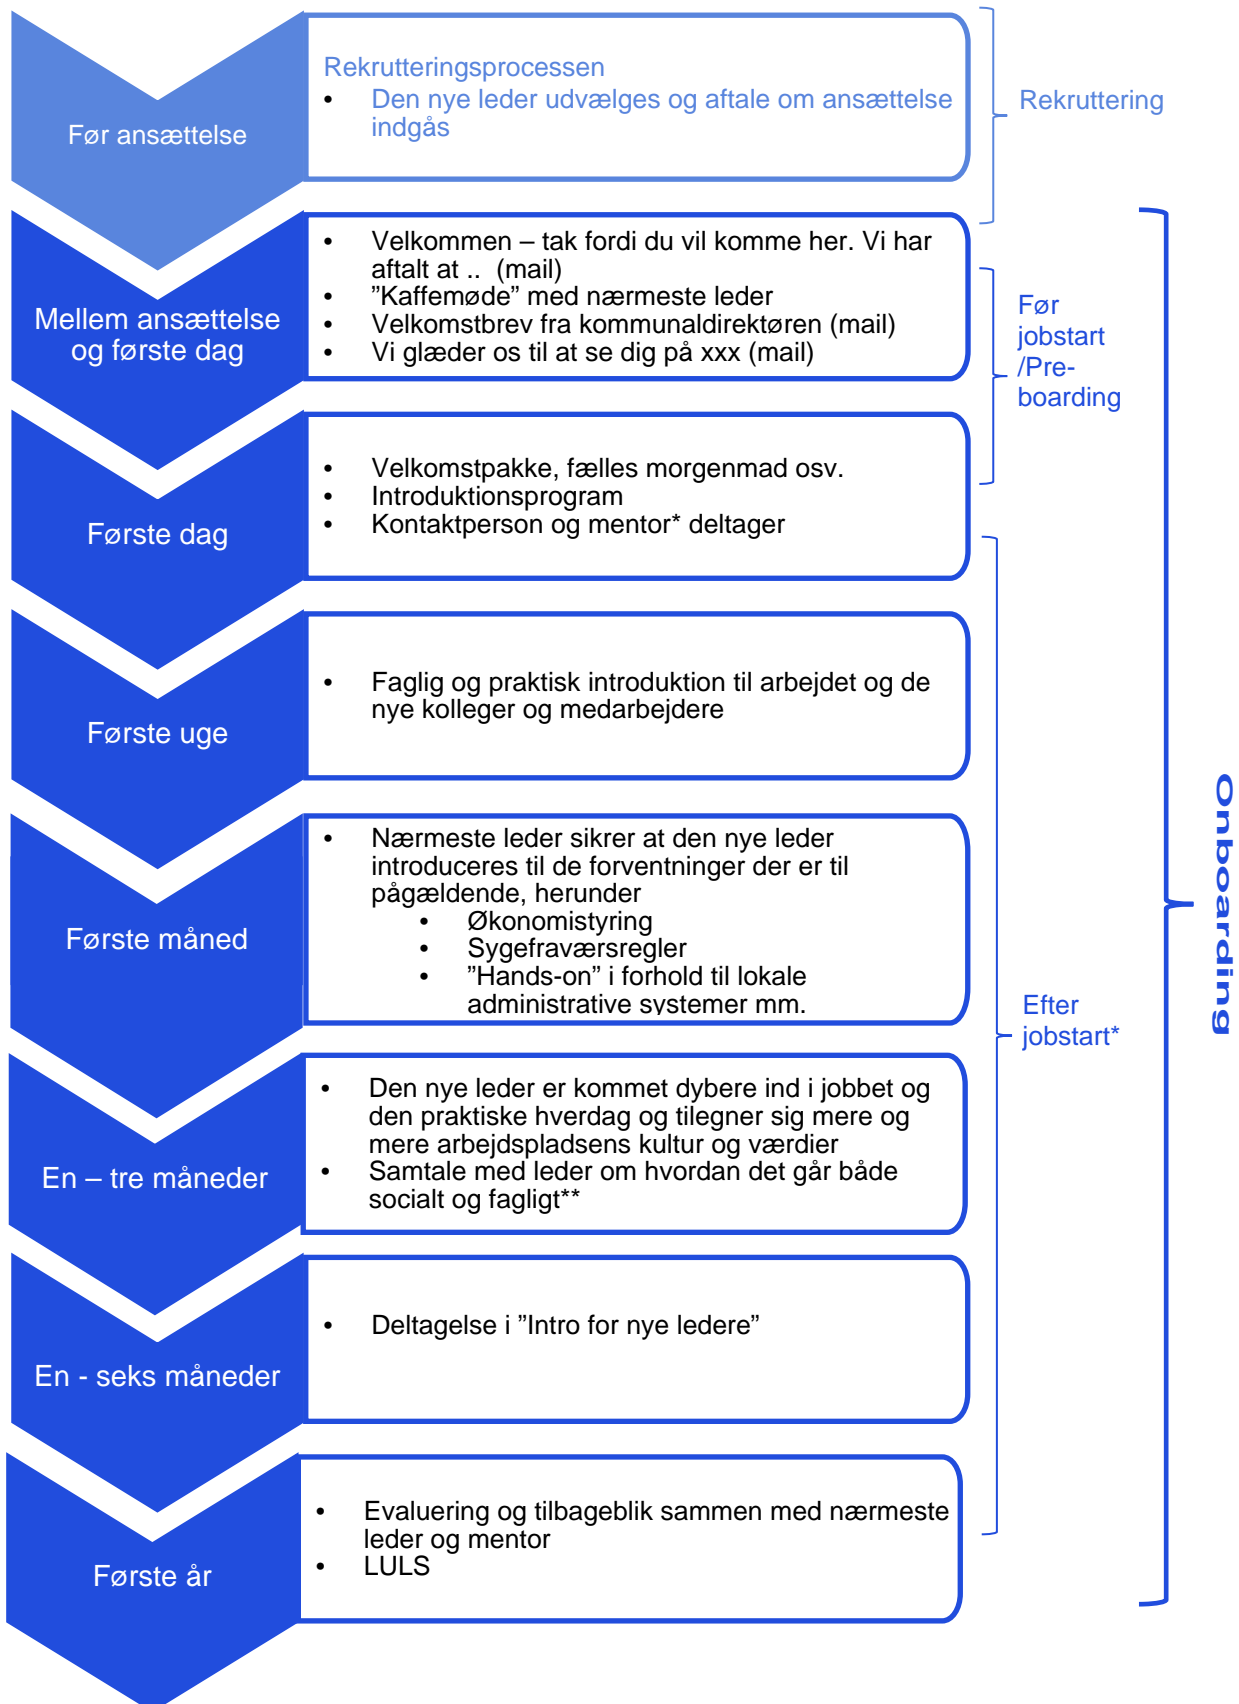 Før ansættelse
Rekrutteringsprocessen
• Den nye leder udvælges og aftale om ansættelse
indgås
Rekruttering
Mellem ansættelse
og første dag
• Velkommen – tak fordi du vil komme her. Vi har
aftalt at .. (mail)
• ”Kaffemøde” med nærmeste leder
• Velkomstbrev fra kommunaldirektøren (mail)
• Vi glæder os til at se dig på xxx (mail)
Før
jobstart
/Pre-
boarding
Første dag
• Velkomstpakke, fælles morgenmad osv.
• Introduktionsprogram
• Kontaktperson og mentor* deltager
Første uge
• Faglig og praktisk introduktion til arbejdet og de
nye kolleger og medarbejdere
Første måned
• Nærmeste leder sikrer at den nye leder
introduceres til de forventninger der er til
pågældende, herunder
• Økonomistyring
• Sygefraværsregler
• ”Hands-on” i forhold til lokale
administrative systemer mm.
Efter
jobstart*
Onboarding
En – tre måneder
• Den nye leder er kommet dybere ind i jobbet og
den praktiske hverdag og tilegner sig mere og
mere arbejdspladsens kultur og værdier
• Samtale med leder om hvordan det går både
socialt og fagligt**
En - seks måneder
• Deltagelse i ”Intro for nye ledere”
Første år
• Evaluering og tilbageblik sammen med nærmeste
leder og mentor
• LULS